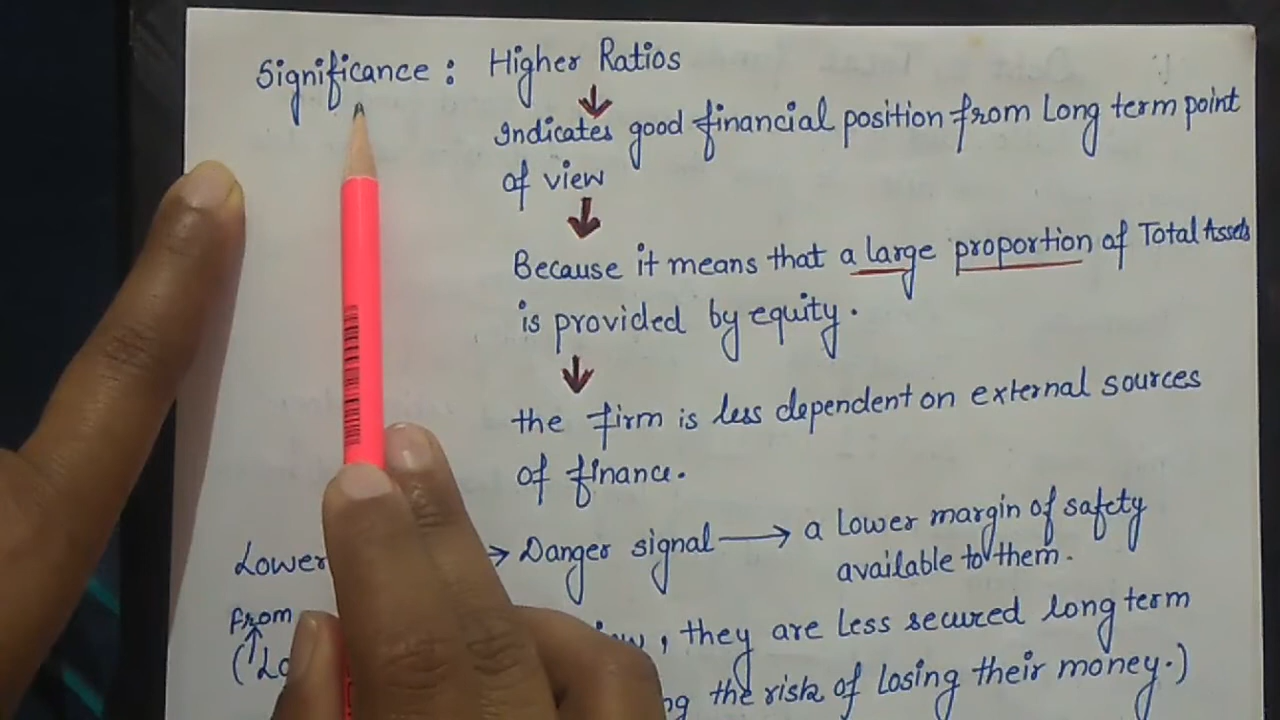 Significance : Higher Ratios
↓
Indicates good financial position from Long term point
of view
↓
Because it means that a large proportion of Total Assets
is provided by equity.
↓
the firm is less dependent on external sources
of finance.
Lower → Danger signal → a Lower margin of safety
available to them.
from , they are less secured long term
the risk of losing their money.)